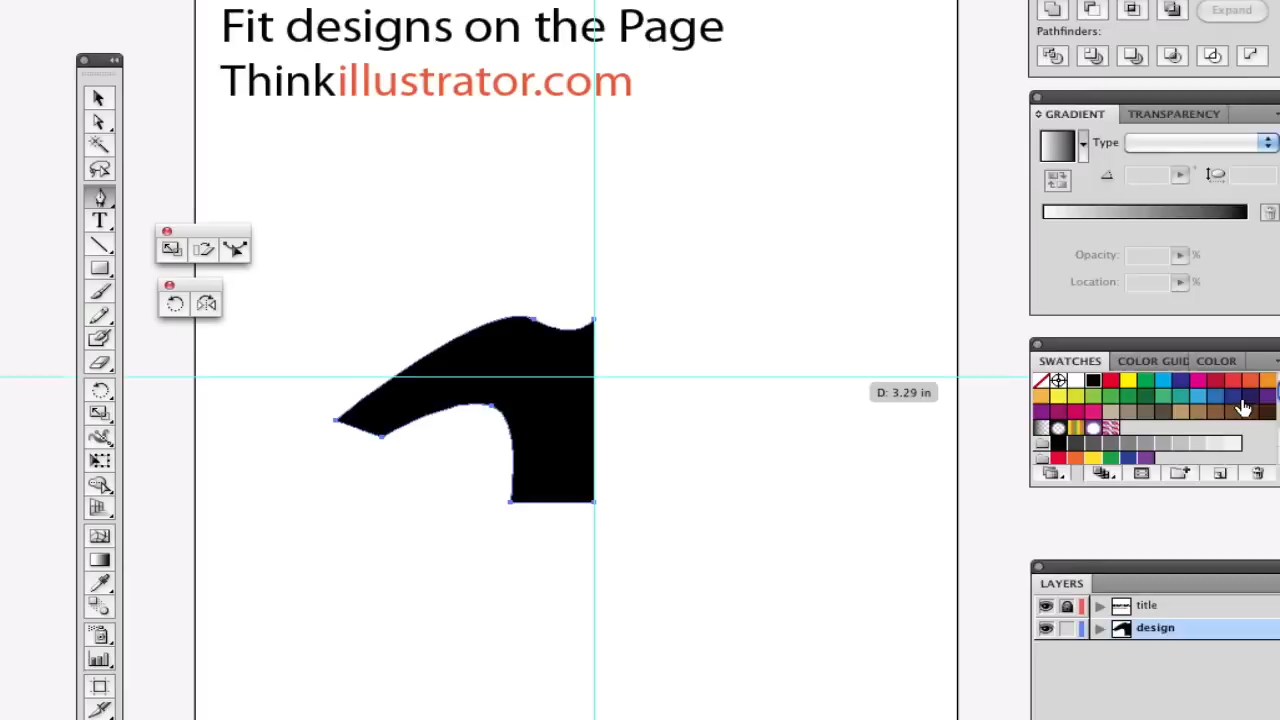 Fit designs on the Page
Thinkillustrator.com
Expand
Pathfinders:
GRADIENT
TRANSPARENCY
Type
T
°
Opacity:
%
Location:
%
D: 3.29 in
SWATCHES
COLOR GUID
COLOR
LAYERS
title
design